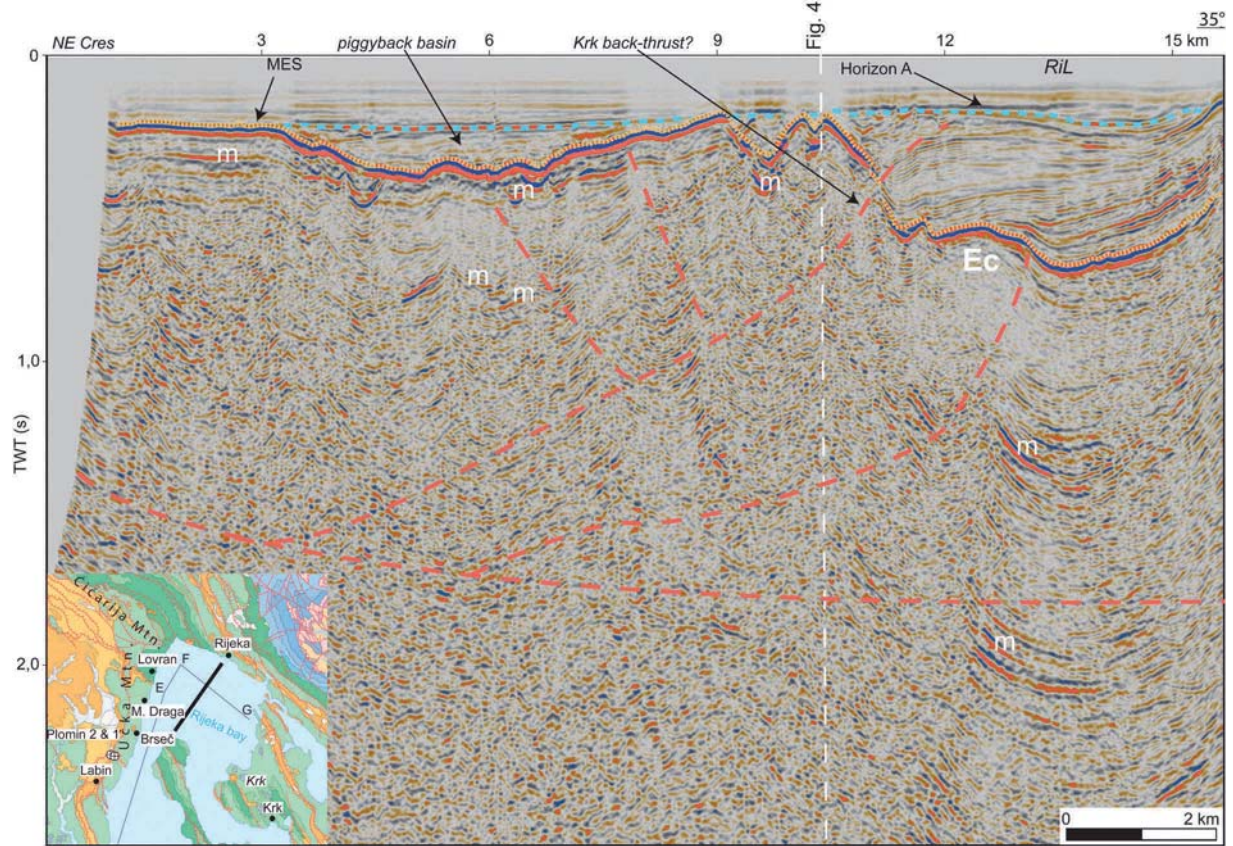 Fig. 4
35°
NE Cres
3
piggyback basin
6
Krk back-thrust?
9
12
15 km
0
MES
Horizon A
RiL
m
m
m
Ec
m
m
1,0
TWT (s)
m
m
2,0
Ćićarija Mtn.
Rijeka
Lovran
F
Učka Mtn.
E
M. Draga
G
Rijeka bay
Plomin 2 & 1
Brseč
Labin
Krk
Krk
0
2 km